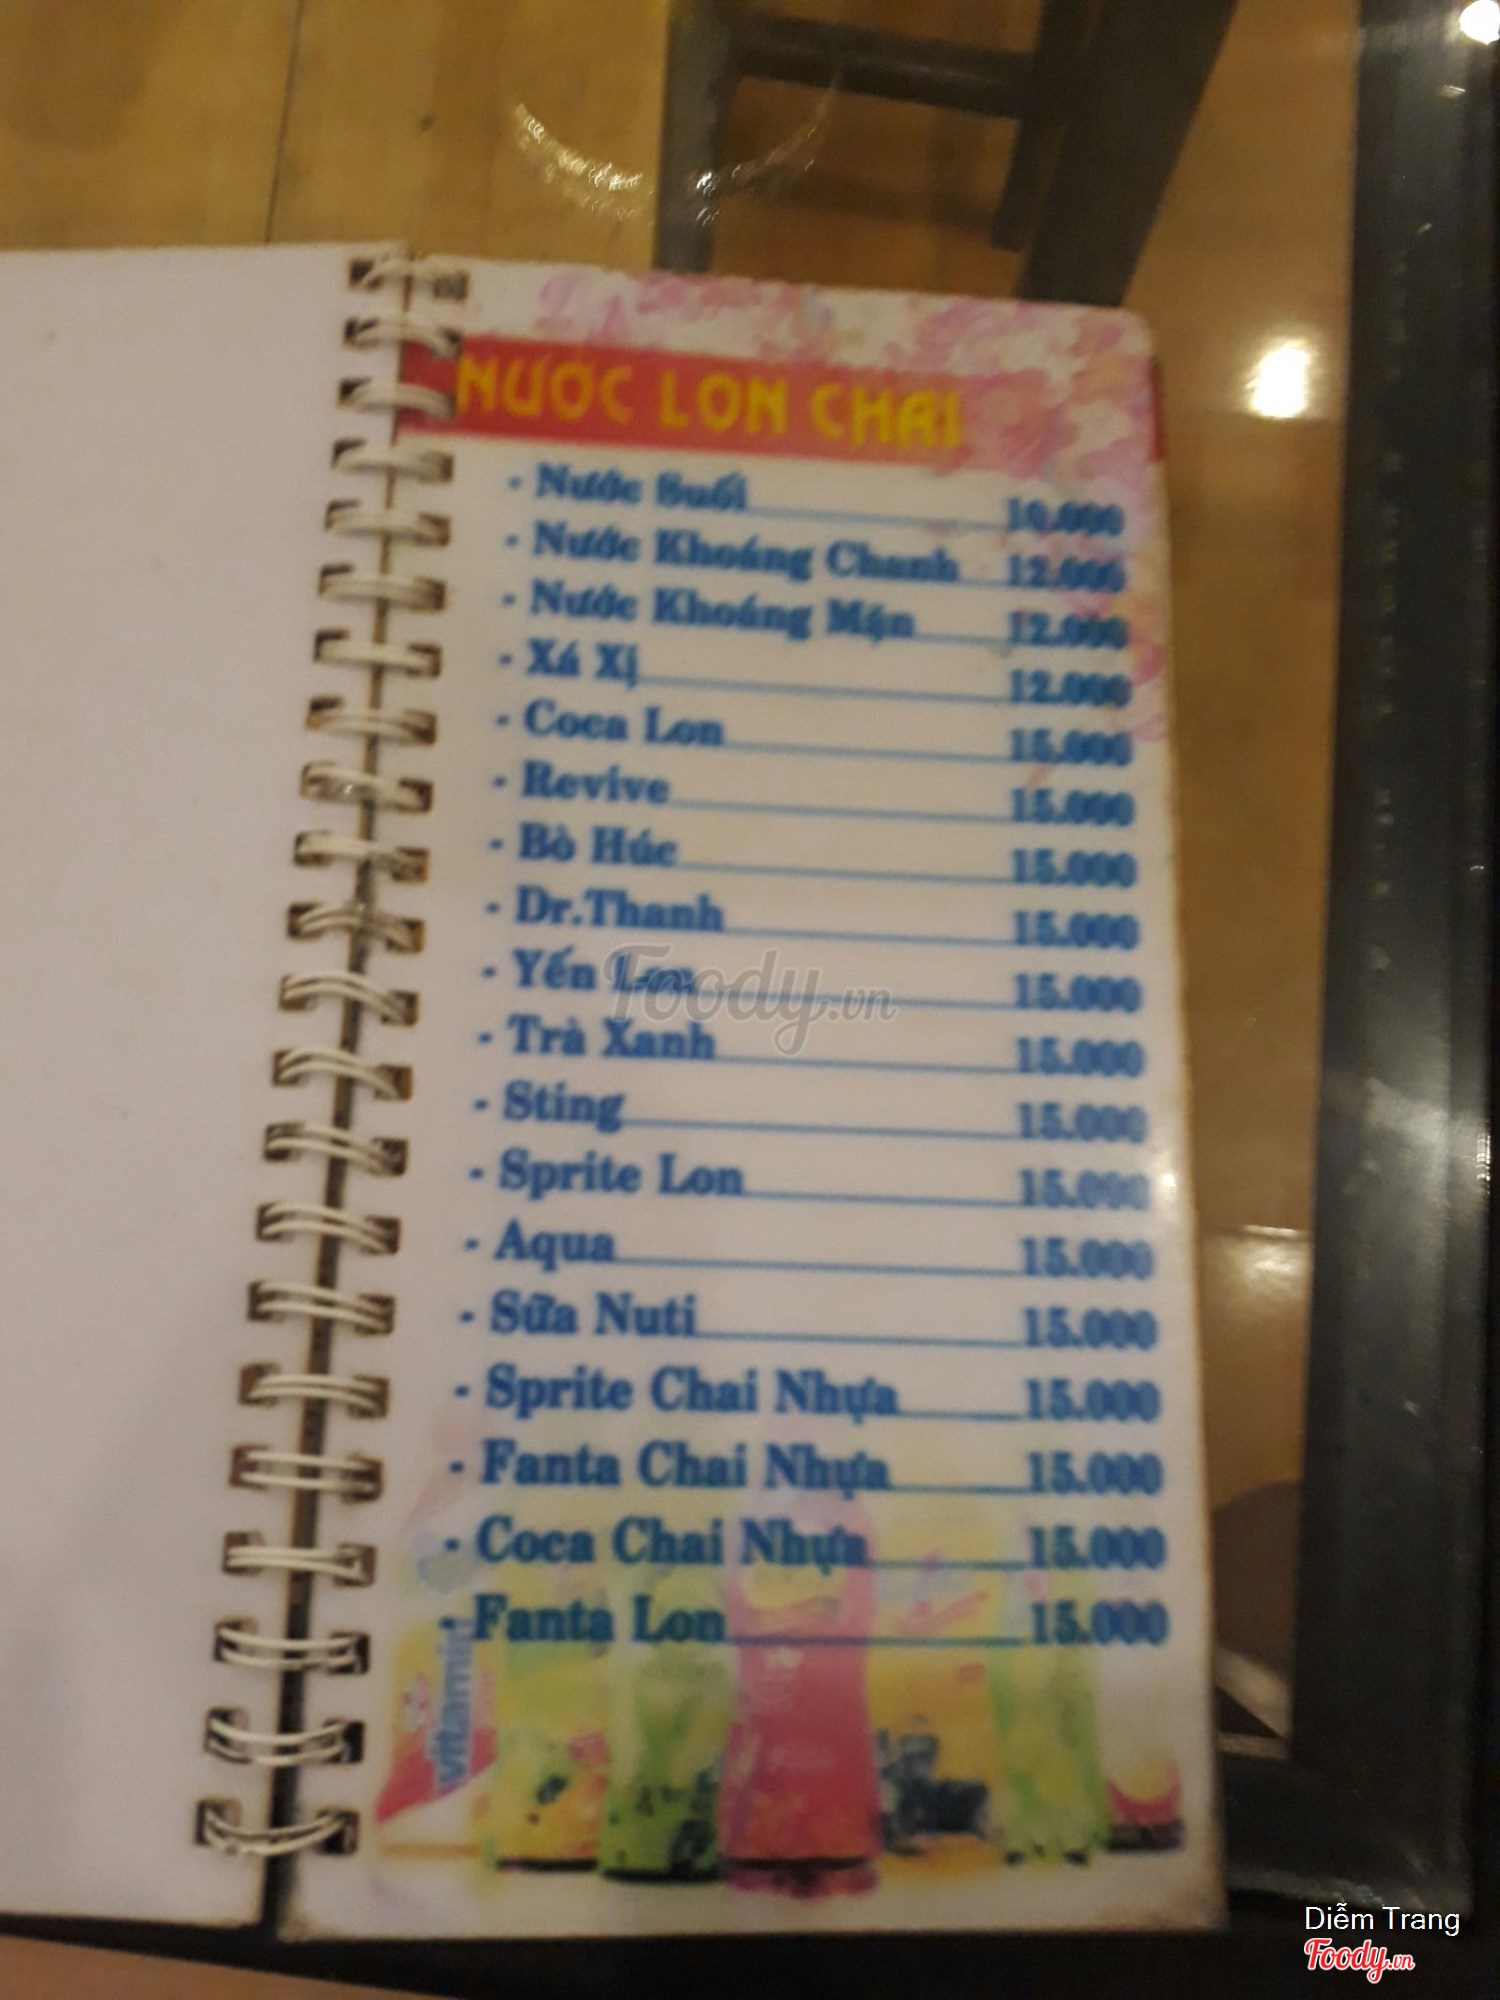 NƯỚC LON CHAI
- Nước Suối 10.000
- Nước Khoáng Chanh 12.000
- Nước Khoáng Mặn 12.000
- Xá Xị 12.000
- Coca Lon 15.000
- Revive 15.000
- Bò Húc 15.000
- Dr.Thanh 15.000
- Yến Lon 15.000
Foody.vn
- Trà Xanh 15.000
- Sting 15.000
- Sprite Lon 15.000
- Aqua 15.000
- Sữa Nuti 15.000
- Sprite Chai Nhựa 15.000
- Fanta Chai Nhựa 15.000
- Coca Chai Nhựa 15.000
- Fanta Lon 15.000
vitamin
Diễm Trang
Foody.vn